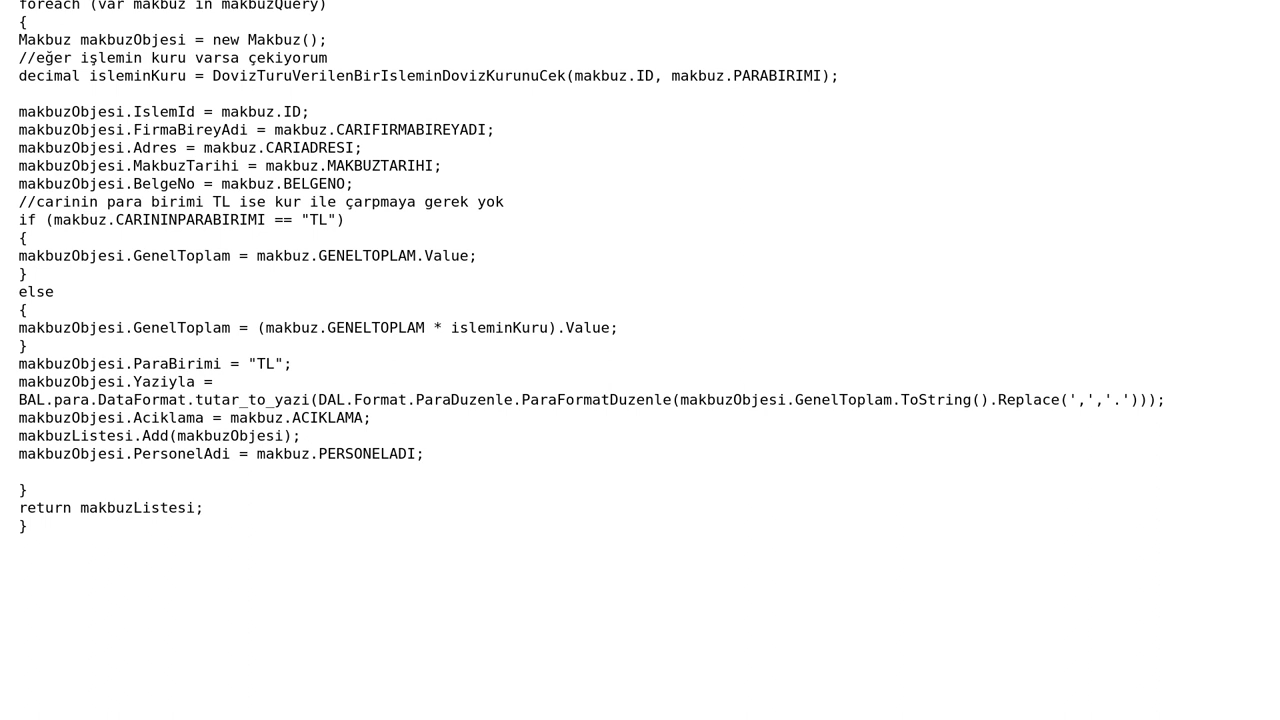 foreach (var makbuz in makbuzQuery)
{
Makbuz makbuzObjesi = new Makbuz();
//eğer işlemin kuru varsa çekiyorum
decimal isleminKuru = DovizTuruVerilenBirIsleminDovizKurunuCek(makbuz.ID, makbuz.PARABIRIMI);
makbuzObjesi.IslemId = makbuz.ID;
makbuzObjesi.FirmaBireyAdi = makbuz.CARIFIRMABIREYADI;
makbuzObjesi.Adres = makbuz.CARIADRESI;
makbuzObjesi.MakbuzTarihi = makbuz.MAKBUZTARIHI;
makbuzObjesi.BelgeNo = makbuz.BELGENO;
//carinin para birimi TL ise kur ile çarpmaya gerek yok
if (makbuz.CARININPARABIRIMI == "TL")
{
makbuzObjesi.GenelToplam = makbuz.GENELTOPLAM.Value;
}
else
{
makbuzObjesi.GenelToplam = (makbuz.GENELTOPLAM * isleminKuru).Value;
}
makbuzObjesi.ParaBirimi = "TL";
makbuzObjesi.Yaziyla =
BAL.para.DataFormat.tutar_to_yazi(DAL.Format.ParaDuzenle.ParaFormatDuzenle(makbuzObjesi.GenelToplam.ToString().Replace(',','.')));
makbuzObjesi.Aciklama = makbuz.ACIKLAMA;
makbuzListesi.Add(makbuzObjesi);
makbuzObjesi.PersonelAdi = makbuz.PERSONELADI;
}
return makbuzListesi;
}